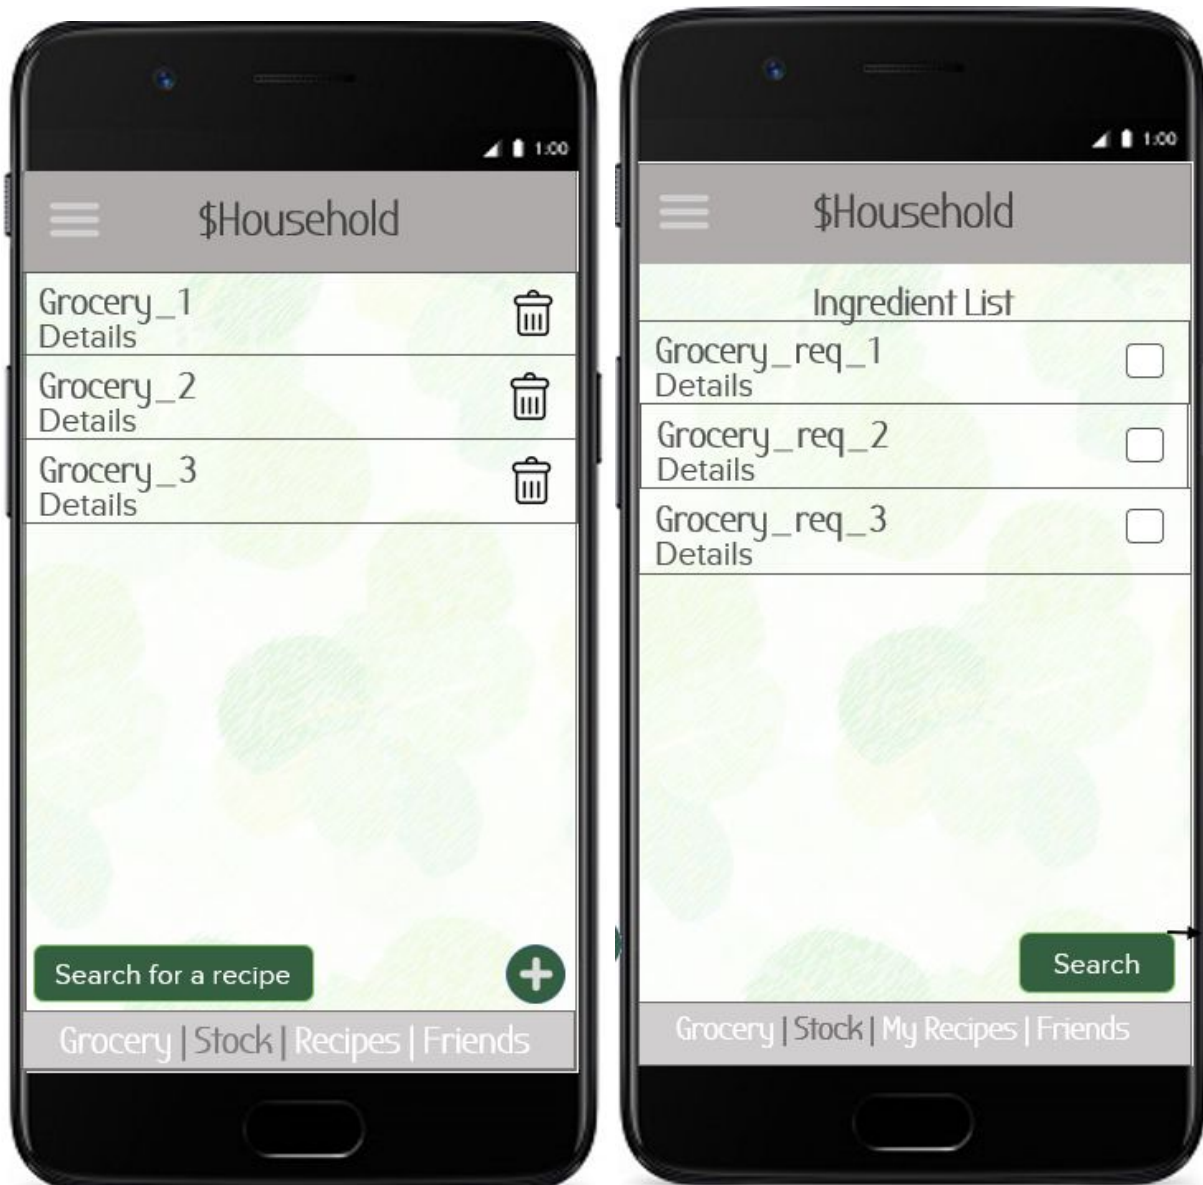 1:00
$Household
Grocery_1
Details
Grocery_2
Details
Grocery_3
Details
Search for a recipe
Grocery | Stock | Recipes | Friends
1:00
$Household
Ingredient List
Grocery_req_1
Details
Grocery_req_2
Details
Grocery_req_3
Details
Search
Grocery | Stock | My Recipes | Friends